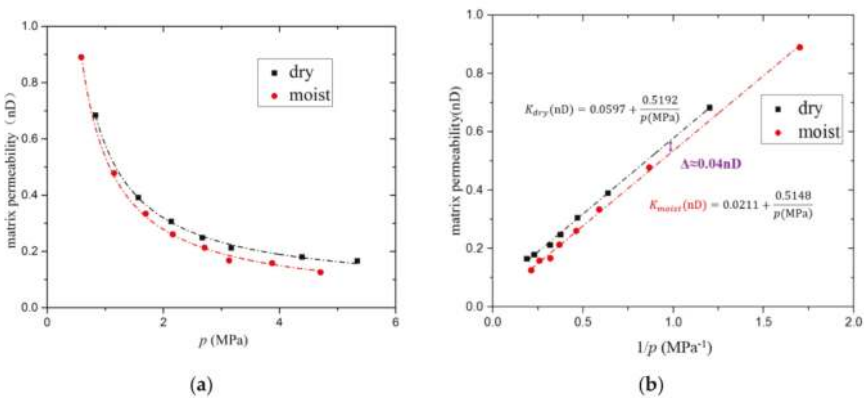 1.0
0.8
0.6
0.4
0.2
0.0
matrix permeability（nD）
dry
moist
0
2
4
6
p (MPa)
(a)
1.0
0.8
0.6
0.4
0.2
0.0
matrix permeability(nD)
K_dry(nD) = 0.0597 + 0.5192/p(MPa)
dry
moist
Δ≈0.04nD
K_moist(nD) = 0.0211 + 0.5148/p(MPa)
0.0
0.5
1.0
1.5
2.0
1/p (MPa⁻¹)
(b)